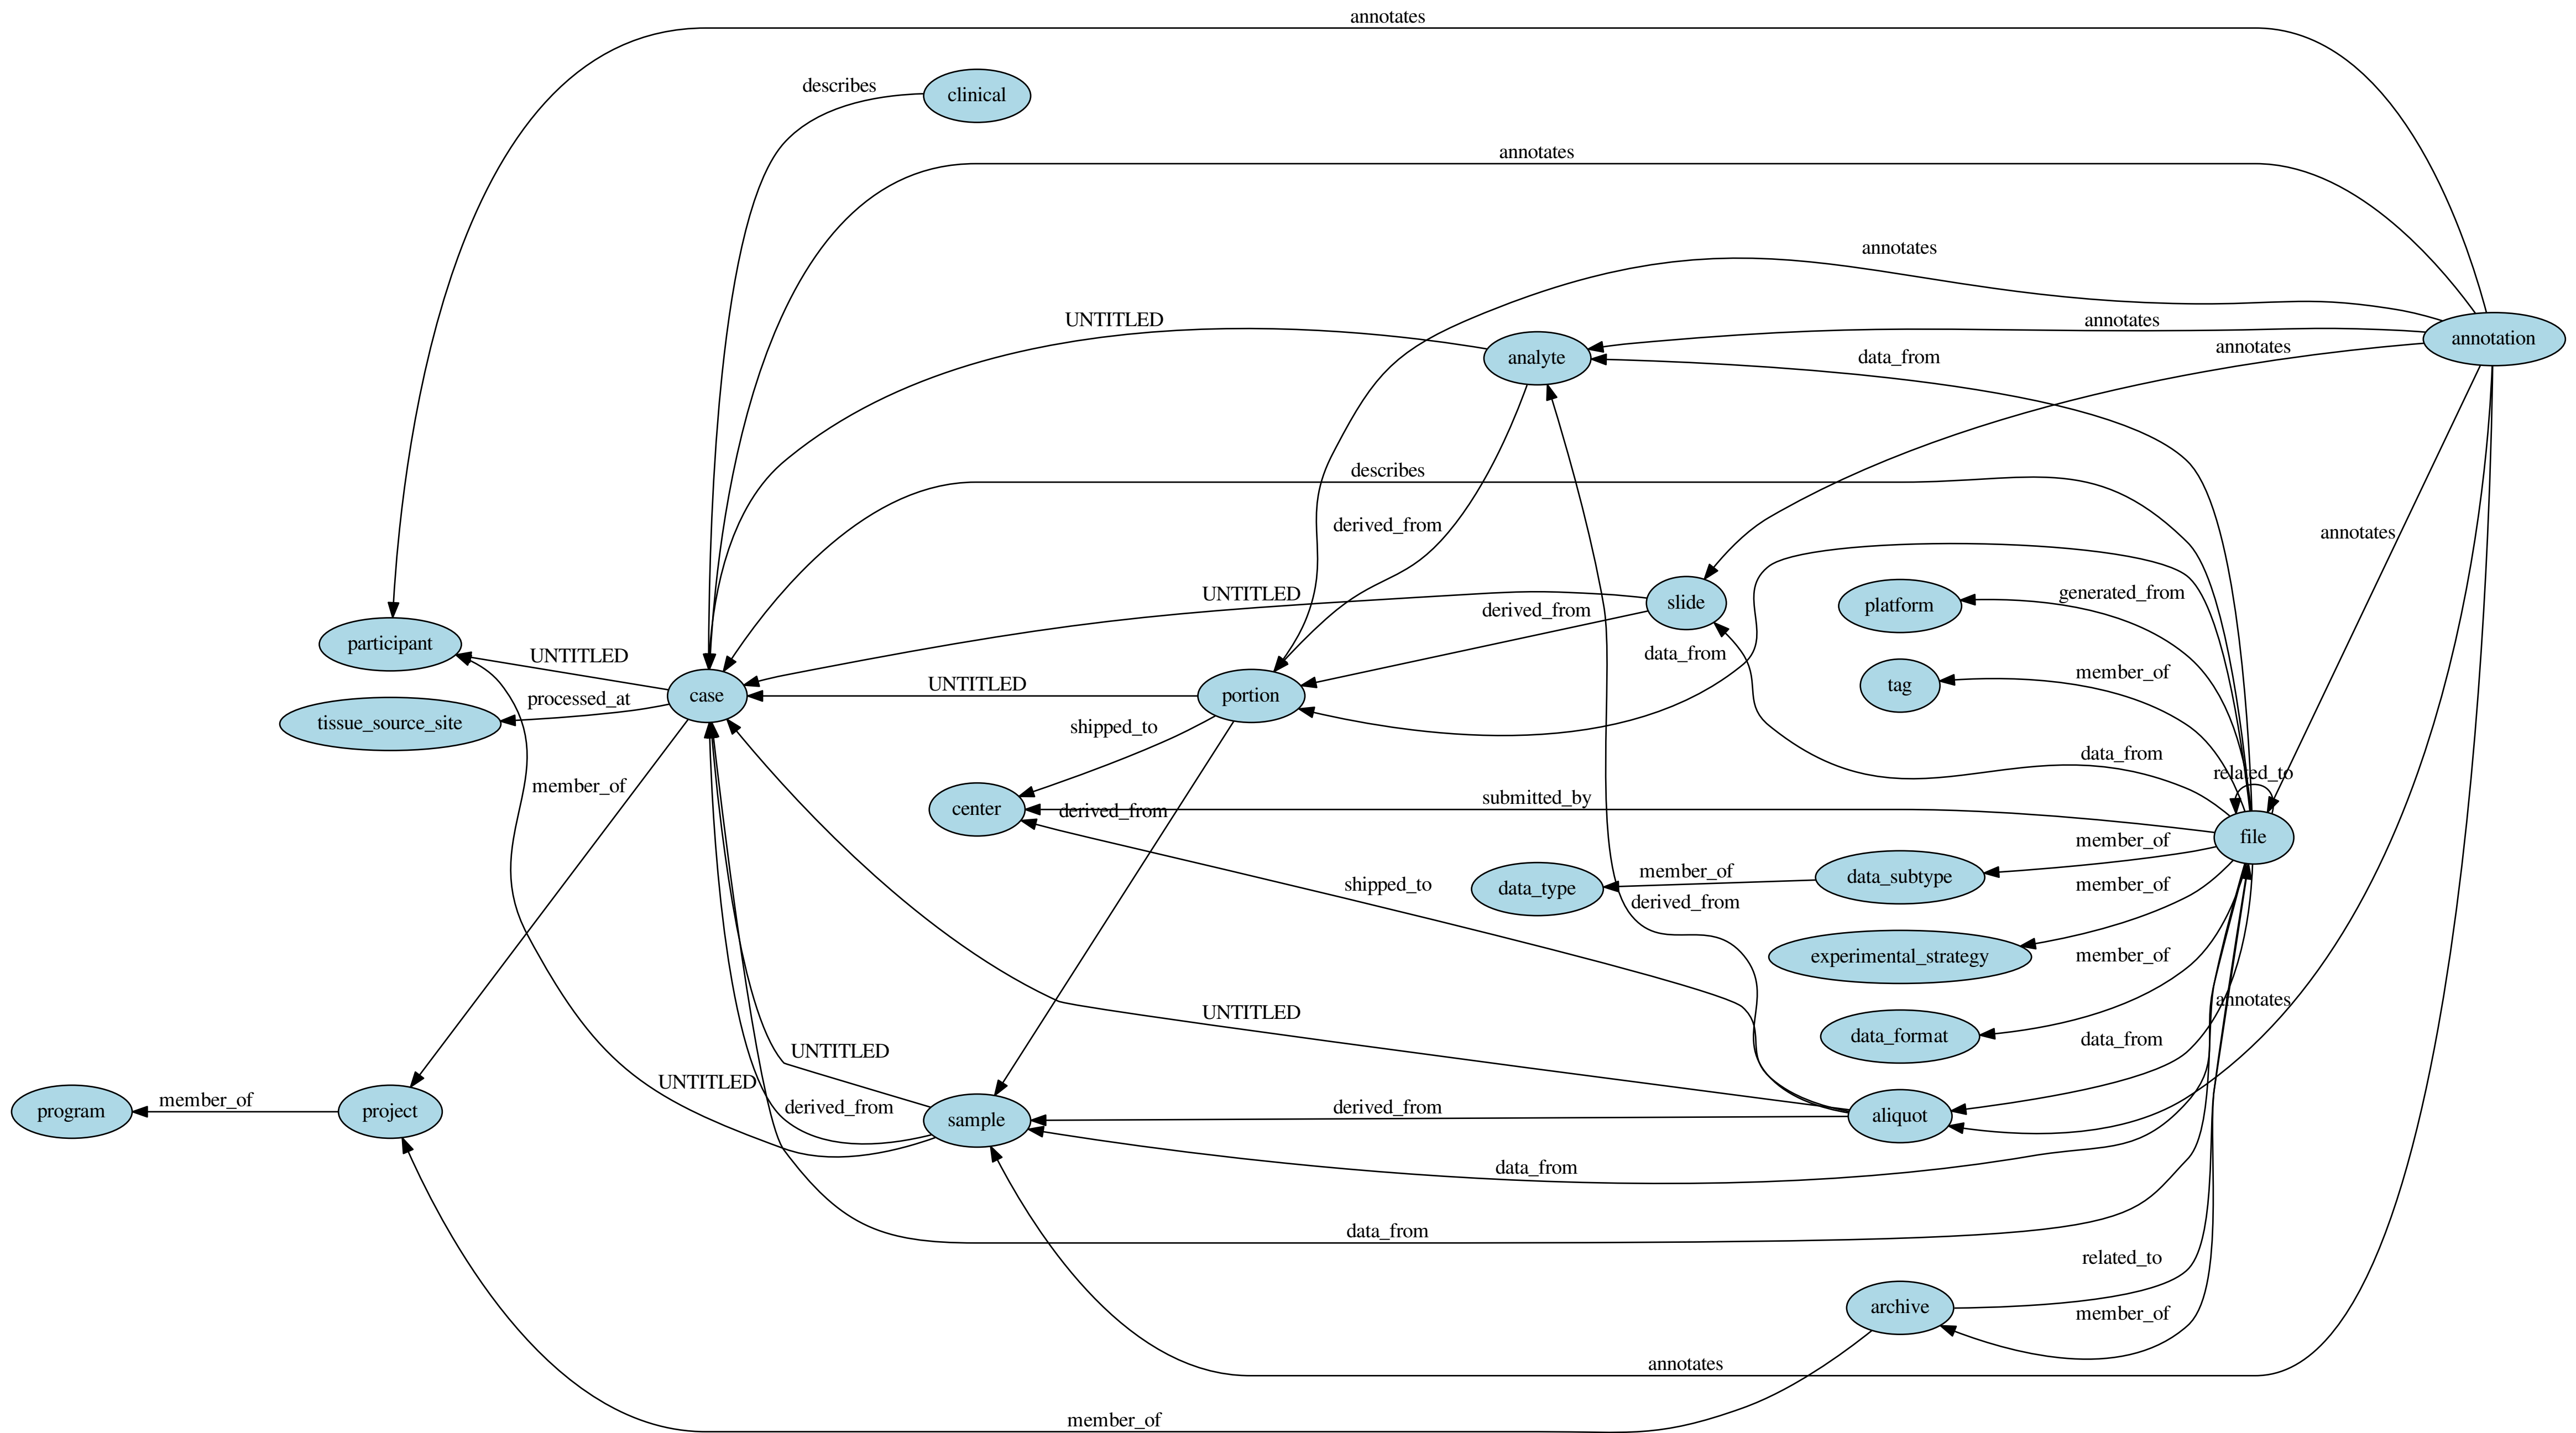 annotates
clinical
describes
annotates
annotates
UNTITLED
annotates
annotation
annotates
analyte
data_from
describes
derived_from
annotates
UNTITLED
slide
derived_from
generated_from
platform
participant
UNTITLED
data_from
member_of
tag
processed_at
tissue_source_site
case
UNTITLED
portion
shipped_to
data_from
related_to
member_of
center
derived_from
submitted_by
file
member_of
member_of
data_type
data_subtype
shipped_to
member_of
derived_from
experimental_strategy
member_of
annotates
UNTITLED
data_format
data_from
UNTITLED
UNTITLED
program
member_of
project
derived_from
sample
derived_from
aliquot
data_from
data_from
related_to
archive
member_of
annotates
member_of